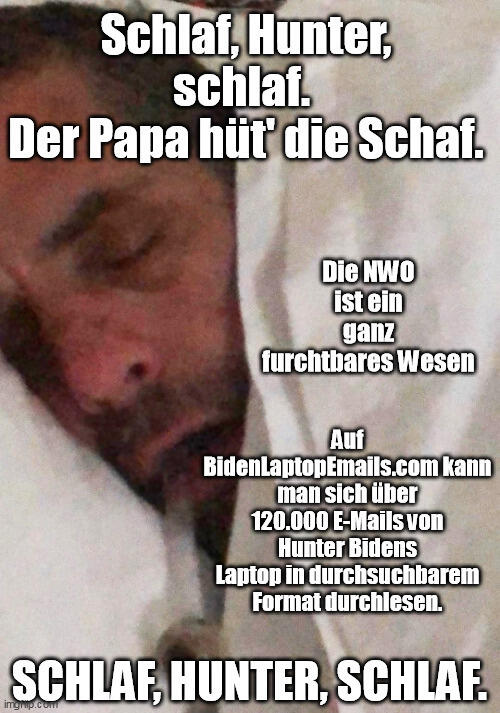 Schlaf, Hunter,
schlaf.
Der Papa hüt' die Schaf.
Die NWO
ist ein
ganz
furchtbares Wesen
Auf
BidenLaptopEmails.com kann
man sich über
120.000 E-Mails von
Hunter Bidens
Laptop in durchsuchbarem
Format durchlesen.
SCHLAF, HUNTER, SCHLAF.
imgflip.com